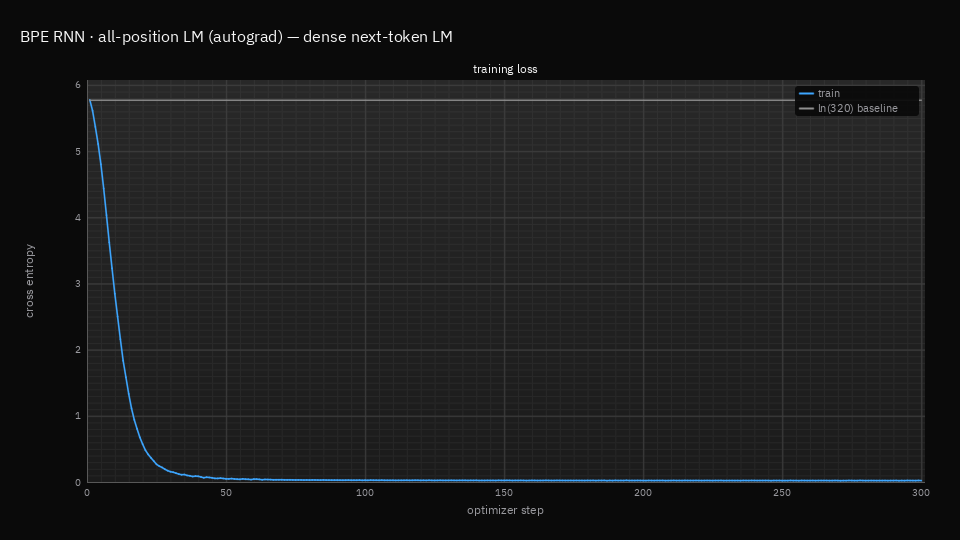 BPE RNN · all-position LM (autograd) — dense next-token LM
training loss
train
ln(320) baseline
cross entropy
6
5
4
3
2
1
0
0 50 100 150 200 250 300
optimizer step